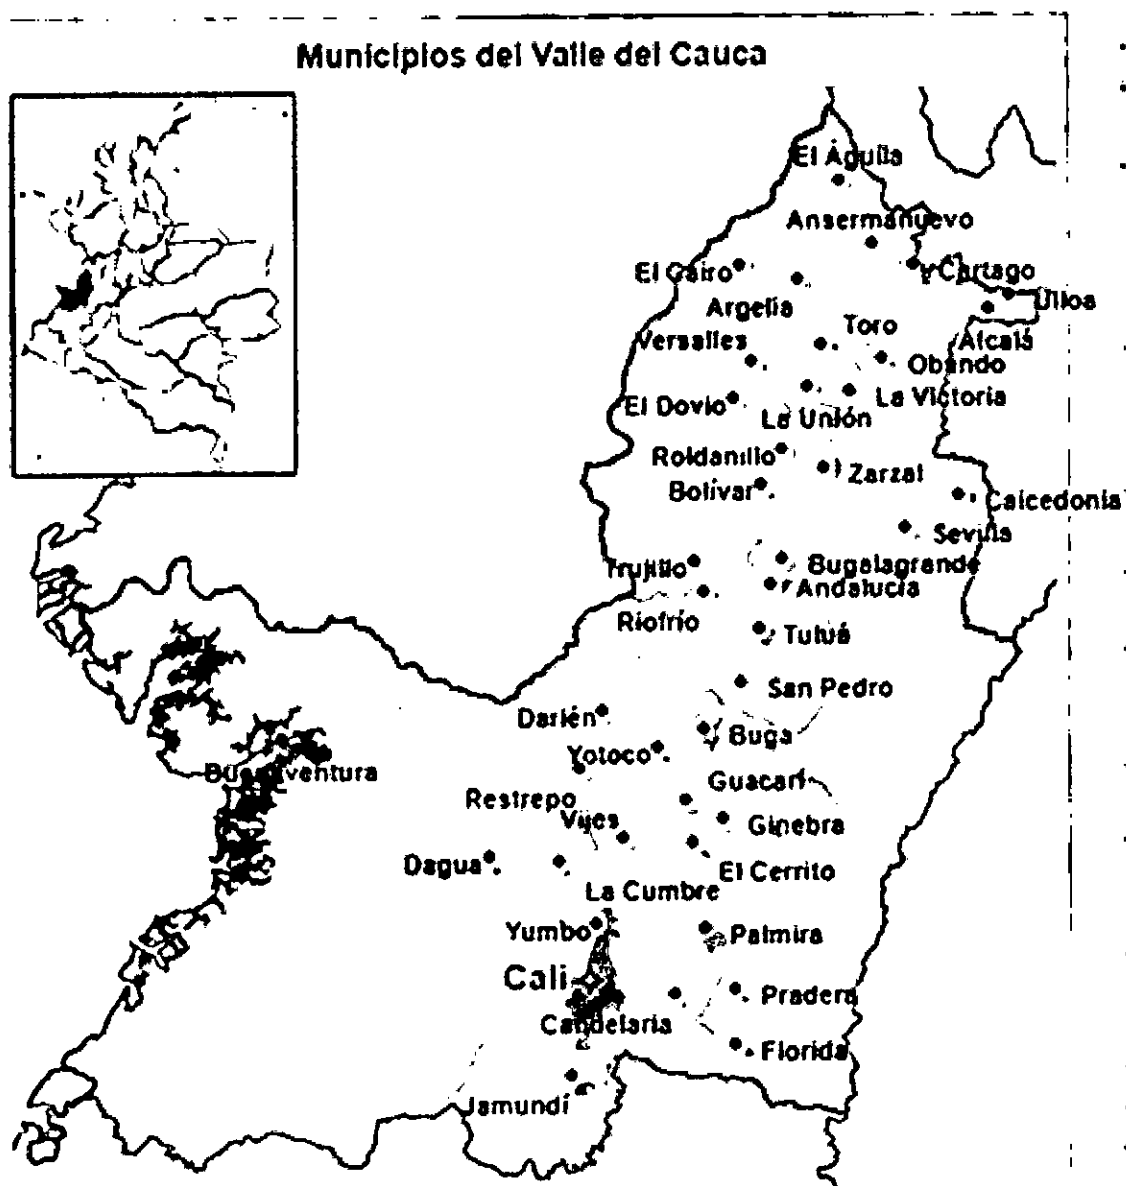 Municipios del Valle del Cauca
El Águila
Ansermanuevo
El Cairo
Cartago
Argelia
Ulloa
Toro
Alcalá
Versalles
Obando
El Dovio
La Victoria
La Unión
Roldanillo
Zarzal
Bolívar
Caicedonia
Sevilla
Trujillo
Bugalagrande
Andalucía
Riofrío
Tuluá
San Pedro
Darién
Buga
Yotoco
Buenaventura
Guacarí
Restrepo
Vijes
Ginebra
Dagua
El Cerrito
La Cumbre
Yumbo
Palmira
Cali
Pradera
Candelaria
Florida
Jamundí